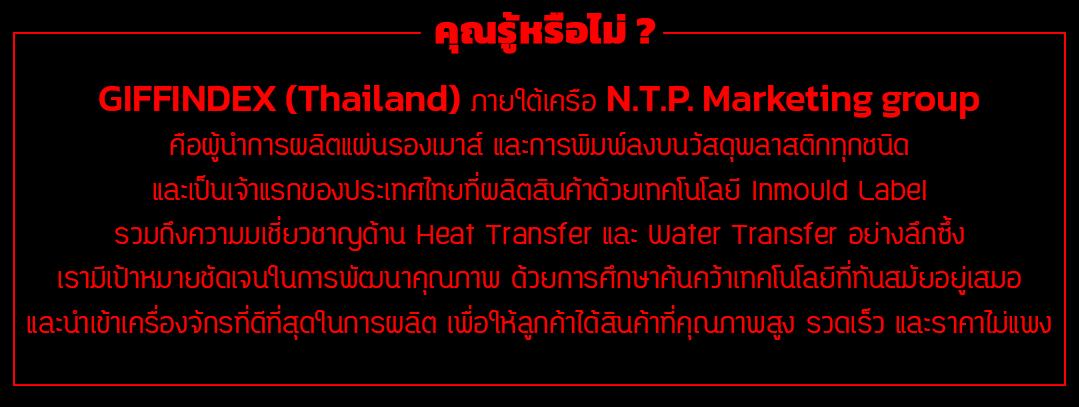 คุณรู้หรือไม่ ?
GIFFINDEX (Thailand) ภายใต้เครือ N.T.P. Marketing group
คือผู้นำการผลิตแผ่นรองเมาส์ และการพิมพ์ลงบนวัสดุพลาสติกทุกชนิด
และเป็นเจ้าแรกของประเทศไทยที่ผลิตสินค้าด้วยเทคโนโลยี Inmould Label
รวมถึงความมเชี่ยวชาญด้าน Heat Transfer และ Water Transfer อย่างลึกซึ้ง
เรามีเป้าหมายชัดเจนในการพัฒนาคุณภาพ ด้วยการศึกษาค้นคว้าเทคโนโลยีที่ทันสมัยอยู่เสมอ
และนำเข้าเครื่องจักรที่ดีที่สุดในการผลิต เพื่อให้ลูกค้าได้สินค้าที่คุณภาพสูง รวดเร็ว และราคาไม่แพง